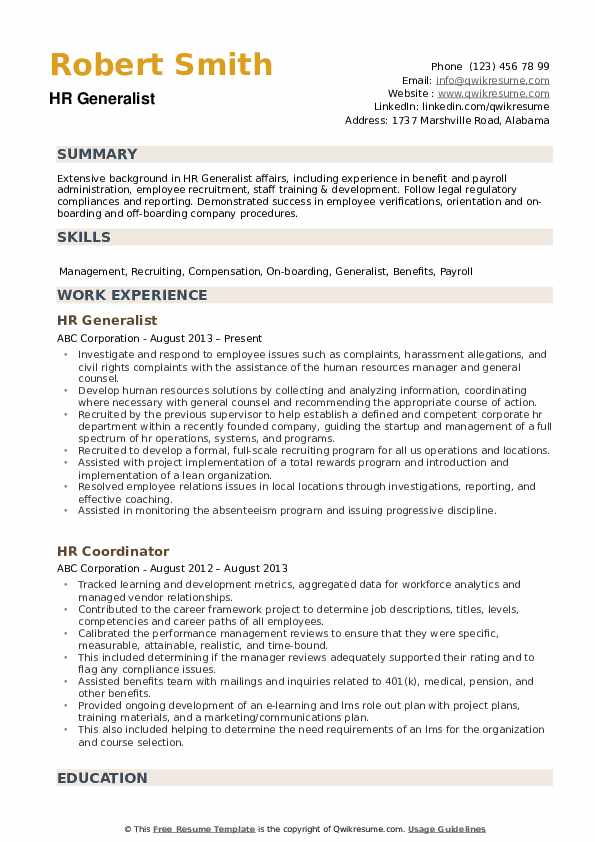 Robert Smith
HR Generalist
Phone (123) 456 78 99
Email: info@qwikresume.com
Website : www.qwikresume.com
LinkedIn: linkedin.com/qwikresume
Address: 1737 Marshville Road, Alabama
SUMMARY
Extensive background in HR Generalist affairs, including experience in benefit and payroll
administration, employee recruitment, staff training & development. Follow legal regulatory
compliances and reporting. Demonstrated success in employee verifications, orientation and on-
boarding and off-boarding company procedures.
SKILLS
Management, Recruiting, Compensation, On-boarding, Generalist, Benefits, Payroll
WORK EXPERIENCE
HR Generalist
ABC Corporation - August 2013 – Present
• Investigate and respond to employee issues such as complaints, harassment allegations, and
civil rights complaints with the assistance of the human resources manager and general
counsel.
• Develop human resources solutions by collecting and analyzing information, coordinating
where necessary with general counsel and recommending the appropriate course of action.
• Recruited by the previous supervisor to help establish a defined and competent corporate hr
department within a recently founded company, guiding the startup and management of a full
spectrum of hr operations, systems, and programs.
• Recruited to develop a formal, full-scale recruiting program for all us operations and locations.
• Assisted with project implementation of a total rewards program and introduction and
implementation of a lean organization.
• Resolved employee relations issues in local locations through investigations, reporting, and
effective coaching.
• Assisted in monitoring the absenteeism program and issuing progressive discipline.
HR Coordinator
ABC Corporation - August 2012 – August 2013
• Tracked learning and development metrics, aggregated data for workforce analytics and
managed vendor relationships.
• Contributed to the career framework project to determine job descriptions, titles, levels,
competencies and career paths of all employees.
• Calibrated the performance management reviews to ensure that they were specific,
measurable, attainable, realistic, and time-bound.
• This included determining if the manager reviews adequately supported their rating and to
flag any compliance issues.
• Assisted benefits team with mailings and inquiries related to 401(k), medical, pension, and
other benefits.
• Provided ongoing development of an e-learning and lms role out plan with project plans,
training materials, and a marketing/communications plan.
• This also included helping to determine the need requirements of an lms for the organization
and course selection.
EDUCATION
© This Free Resume Template is the copyright of Qwikresume.com. Usage Guidelines